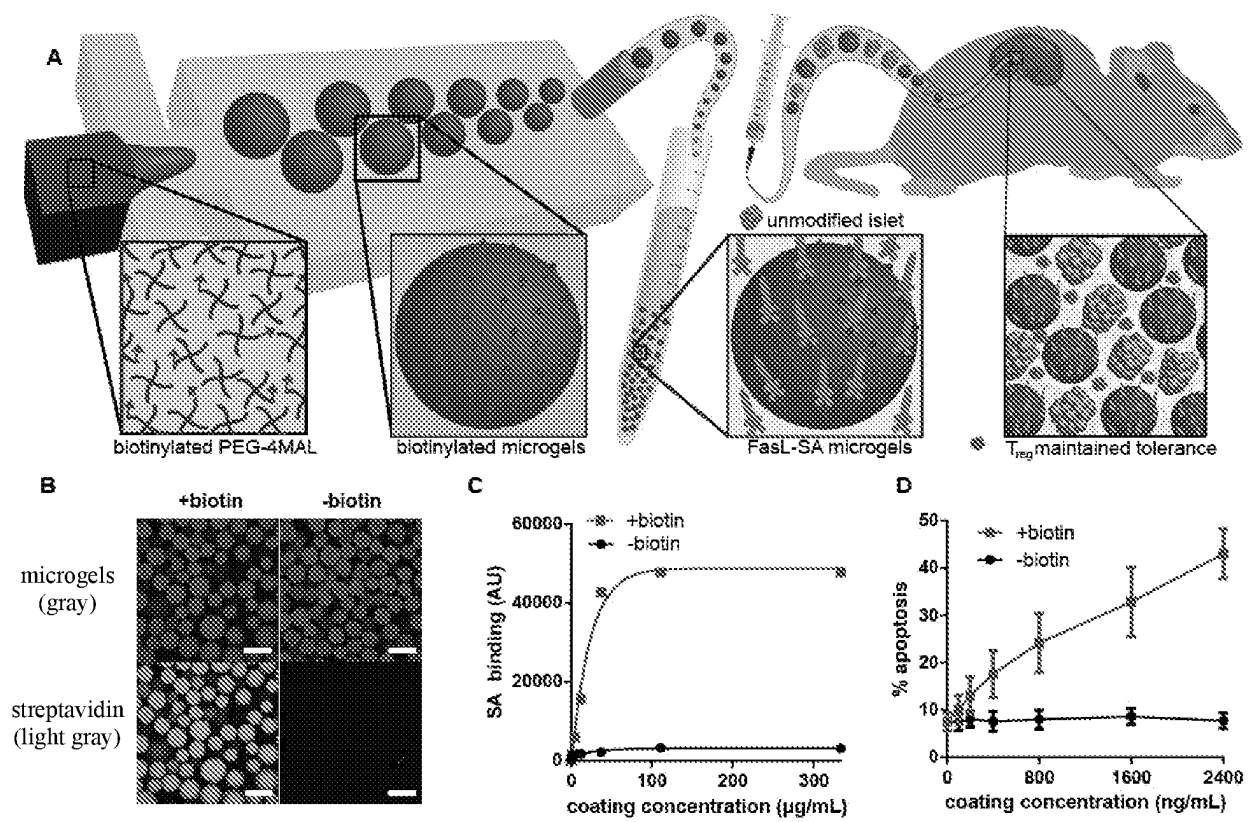 A
unmodified islet
biotinylated PEG-4MAL
biotinylated microgels
FasL-SA microgels
Treg maintained tolerance
B
+biotin
-biotin
microgels
(gray)
streptavidin
(light gray)
C
60000
40000
20000
0
SA binding (AU)
+biotin
-biotin
0
100
200
300
coating concentration (µg/mL)
D
50
40
30
20
10
0
% apoptosis
+biotin
-biotin
0
800
1600
2400
coating concentration (ng/mL)